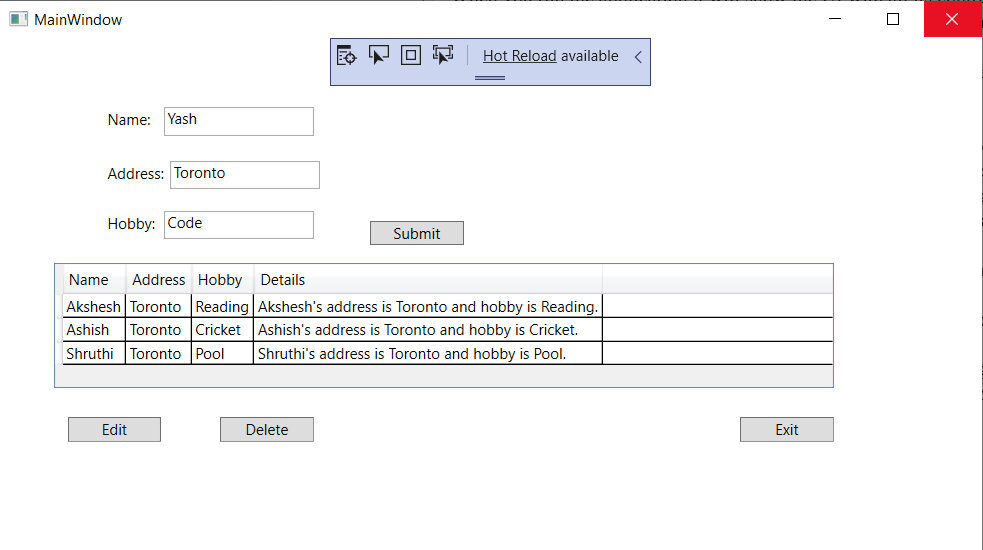 MainWindow
Hot Reload available
Name: Yash
Address: Toronto
Hobby: Code
Submit
Name Address Hobby Details
Akshesh Toronto Reading Akshesh's address is Toronto and hobby is Reading.
Ashish Toronto Cricket Ashish's address is Toronto and hobby is Cricket.
Shruthi Toronto Pool Shruthi's address is Toronto and hobby is Pool.
Edit Delete Exit